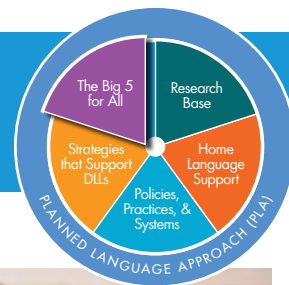 The Big 5
for All
Research
Base
Strategies
that Support
DLLs
Home
Language
Support
Policies,
Practices, &
Systems
PLANNED LANGUAGE APPROACH (PLA)